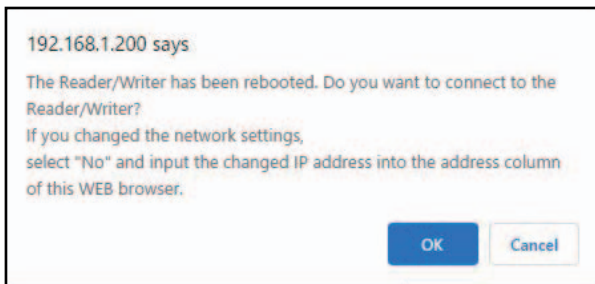 192.168.1.200 says
The Reader/Writer has been rebooted. Do you want to connect to the
Reader/Writer?
If you changed the network settings,
select "No" and input the changed IP address into the address column
of this WEB browser.
OK
Cancel